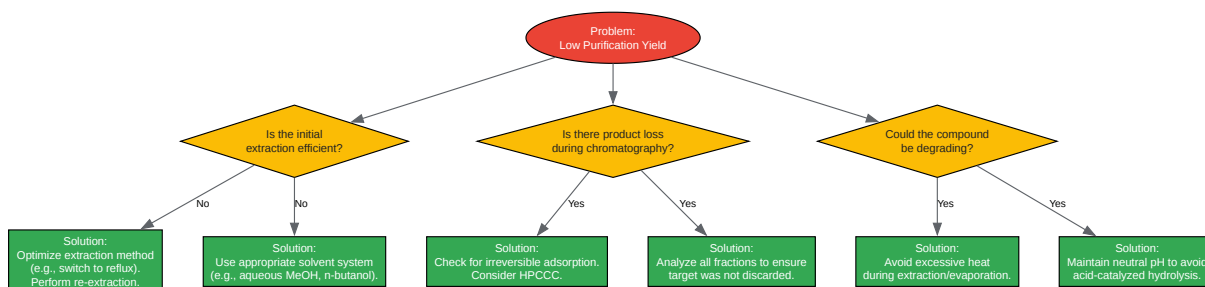 Problem:
Low Purification Yield
Is the initial
extraction efficient?
Is there product loss
during chromatography?
Could the compound
be degrading?
No
No
Yes
Yes
Yes
Yes
Solution:
Optimize extraction method
(e.g., switch to reflux).
Perform re-extraction.
Solution:
Use appropriate solvent system
(e.g., aqueous MeOH, n-butanol).
Solution:
Check for irreversible adsorption.
Consider HPCCC.
Solution:
Analyze all fractions to ensure
target was not discarded.
Solution:
Avoid excessive heat
during extraction/evaporation.
Solution:
Maintain neutral pH to avoid
acid-catalyzed hydrolysis.